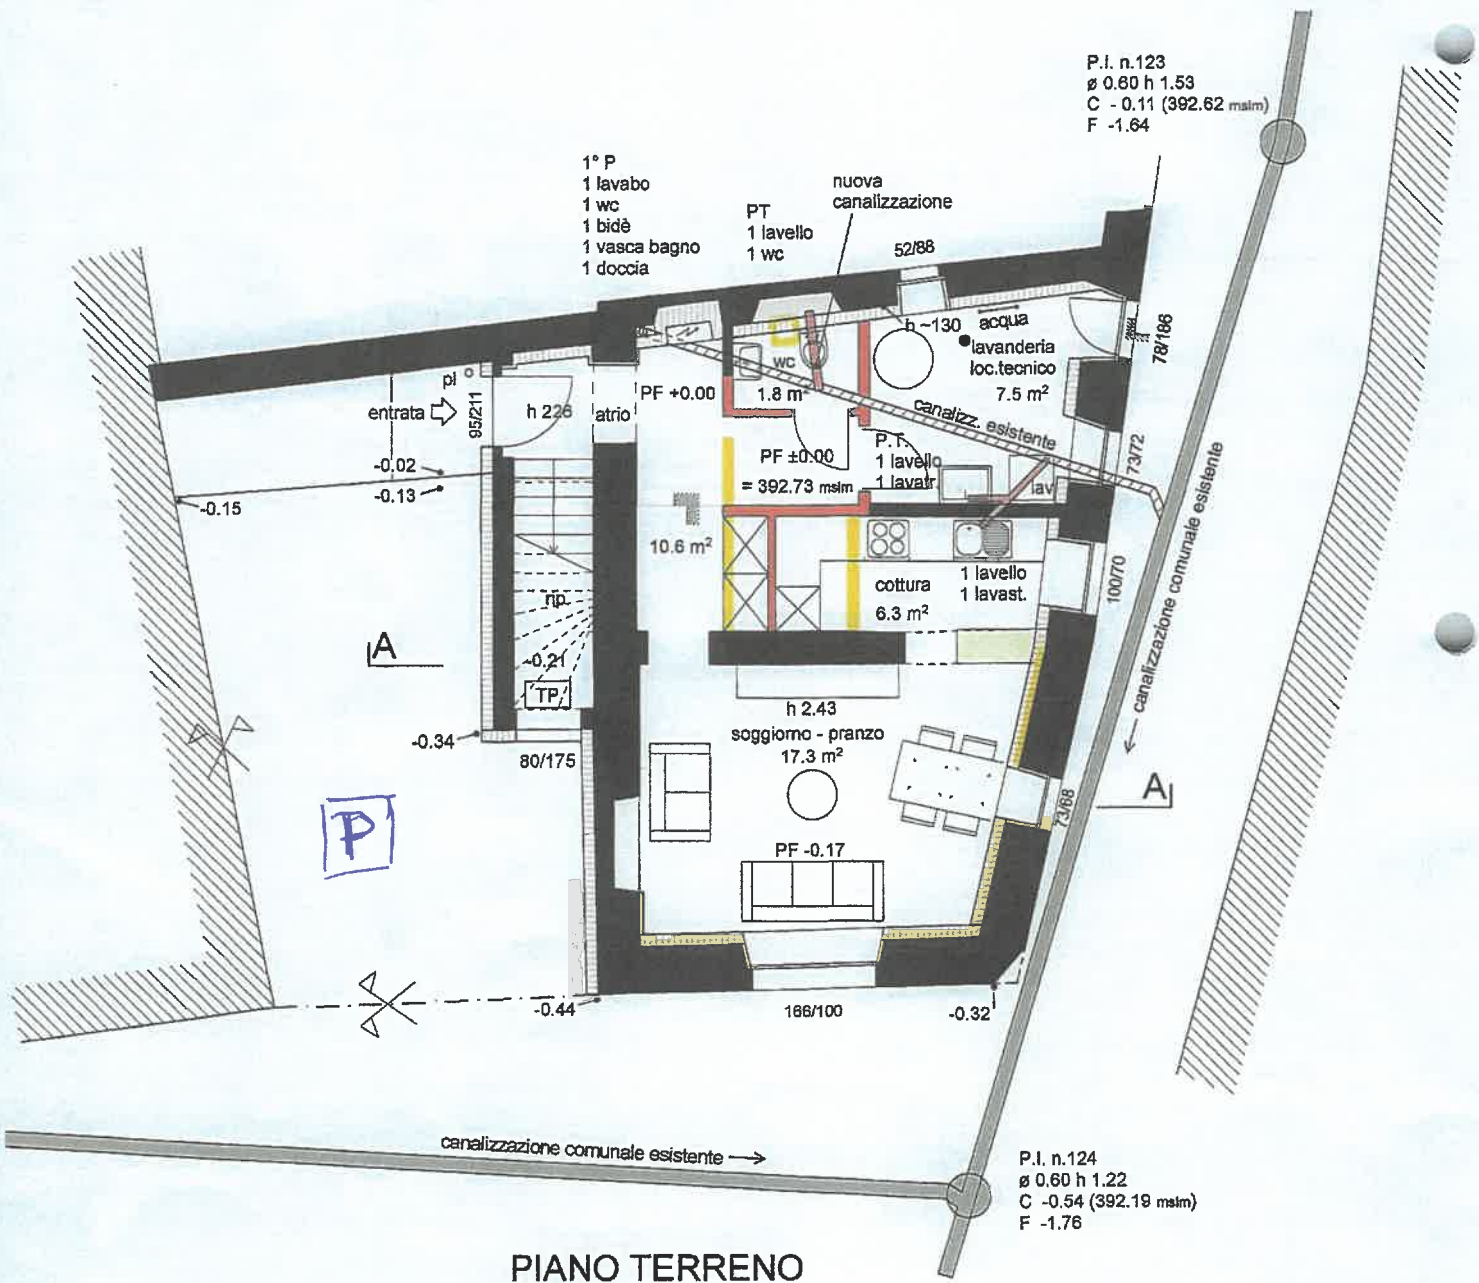 P.I. n.123
ø 0.60 h 1.53
C - 0.11 (392.62 mslm)
F -1.64
1° P
1 lavabo
1 wc
1 bidè
1 vasca bagno
1 doccia
PT
1 lavello
1 wc
nuova
canalizzazione
52/88
h ~130
acqua
lavanderia
loc.tecnico
7.5 m²
78/186
wc
1.8 m²
PF +0.00
pl
entrata
95/211
h 226
atrio
canalizz. esistente
73/72
PF ±0.00
= 392.73 mslm
P.T.
1 lavello
1 lavatr.
lav
-0.02
-0.13
-0.15
10.6 m²
cottura
6.3 m²
1 lavello
1 lavast.
100/70
canalizzazione comunale esistente
rip.
-0.21
TP
A
h 2.43
soggiorno - pranzo
17.3 m²
-0.34
80/175
A
73/68
P
PF -0.17
-0.44
166/100
-0.32
canalizzazione comunale esistente
P.I. n.124
ø 0.60 h 1.22
C -0.54 (392.19 mslm)
F -1.76
PIANO TERRENO